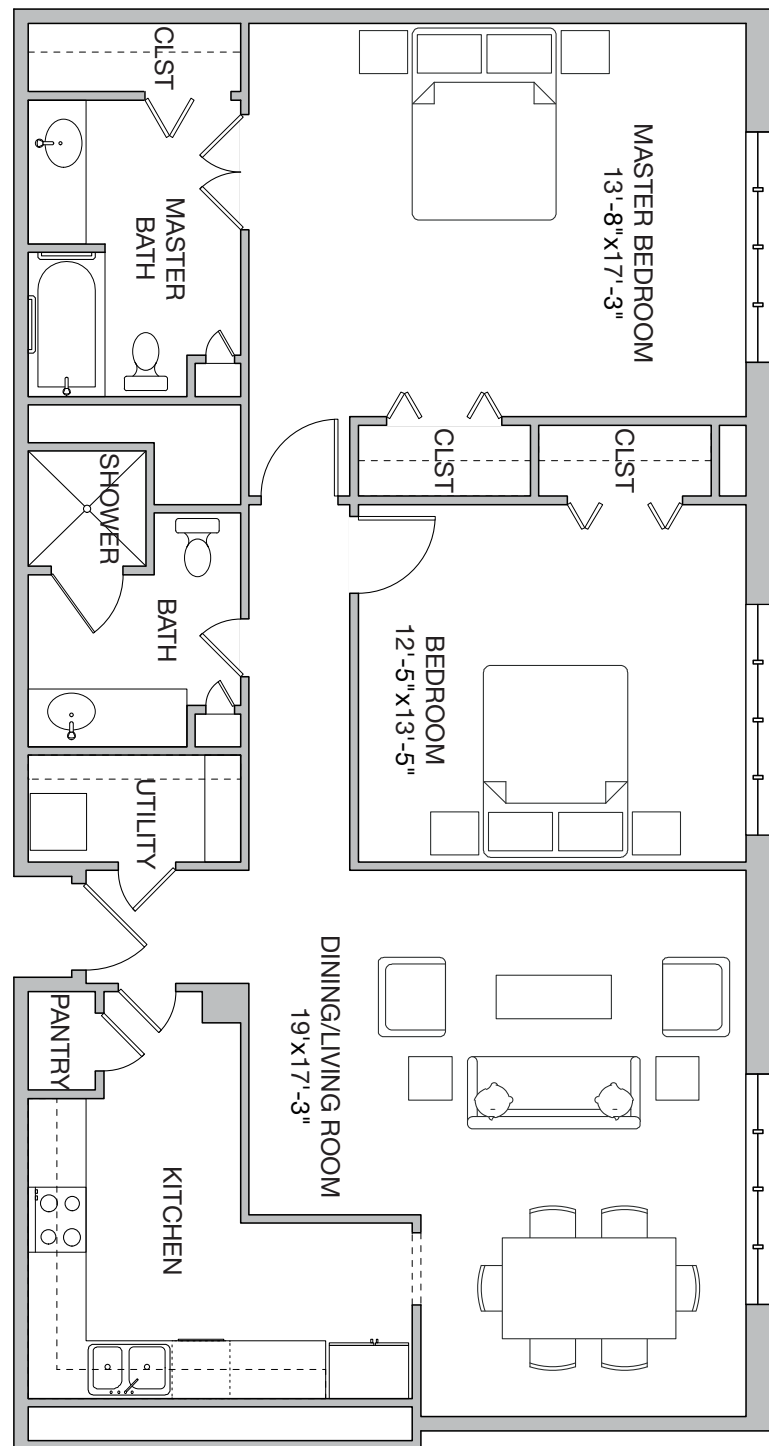 CLST
MASTER
BATH
MASTER BEDROOM
13'-8"x17'-3"
CLST
CLST
SHOWER
BATH
BEDROOM
12'-5"x13'-5"
UTILITY
DINING/LIVING ROOM
19'x17'-3"
PANTRY
KITCHEN